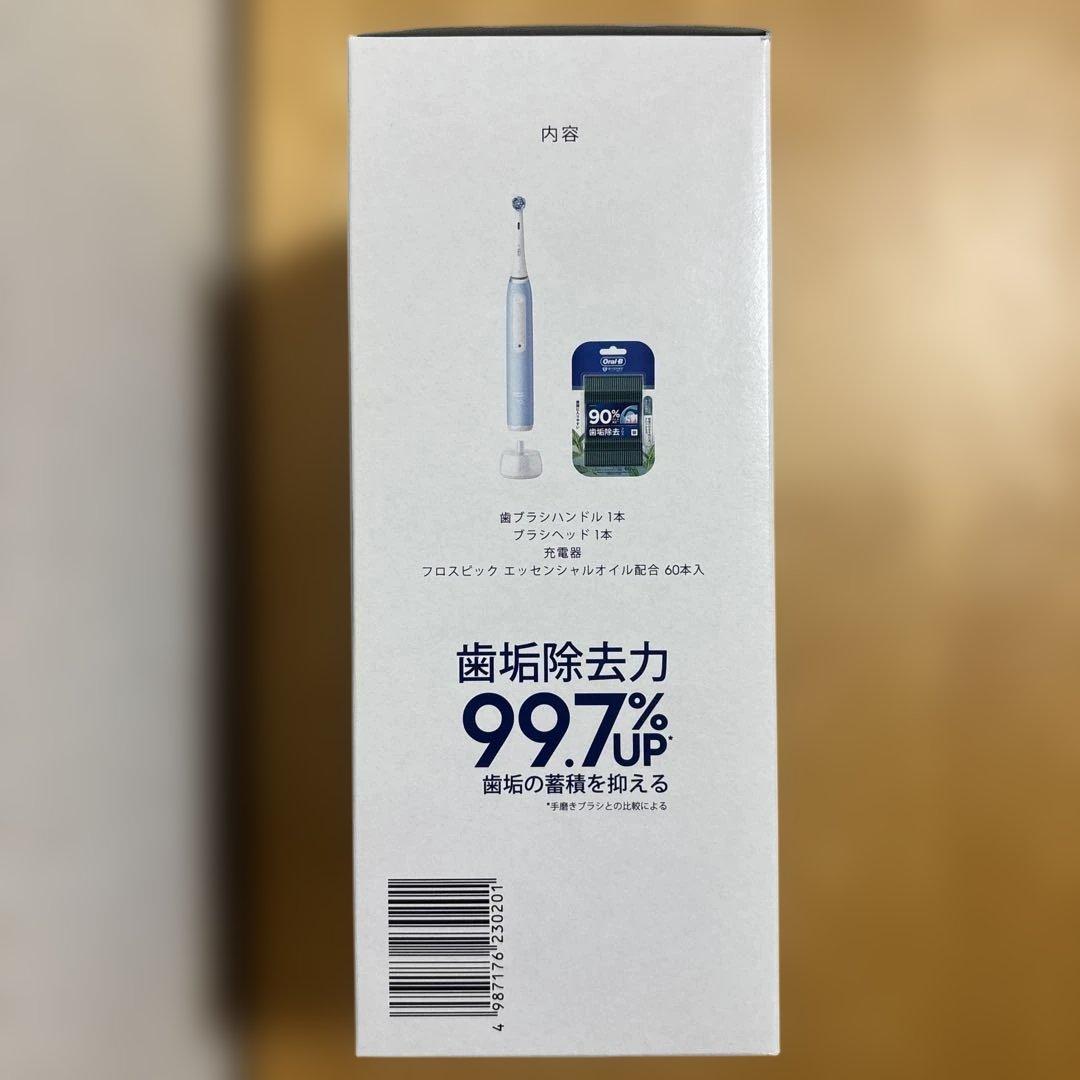 内容
Oral-B
90%
歯垢除去
歯ブラシハンドル 1本
ブラシヘッド 1本
充電器
フロスピック エッセンシャルオイル配合 60本入
歯垢除去力
99.7%UP*
歯垢の蓄積を抑える
*手磨きブラシとの比較による
4 987176 230201